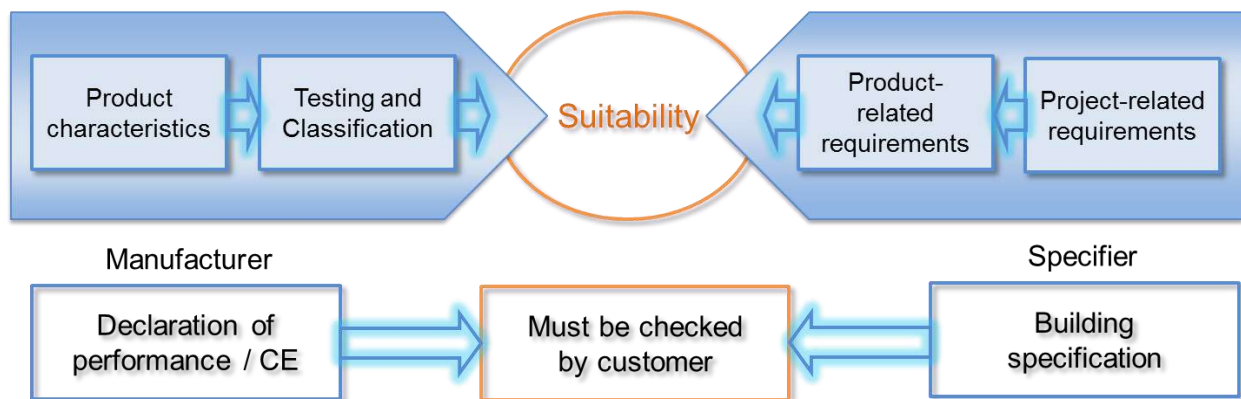 Product
characteristics
Testing and
Classification
Suitability
Product-
related
requirements
Project-related
requirements
Manufacturer
Specifier
Declaration of
performance / CE
Must be checked
by customer
Building
specification